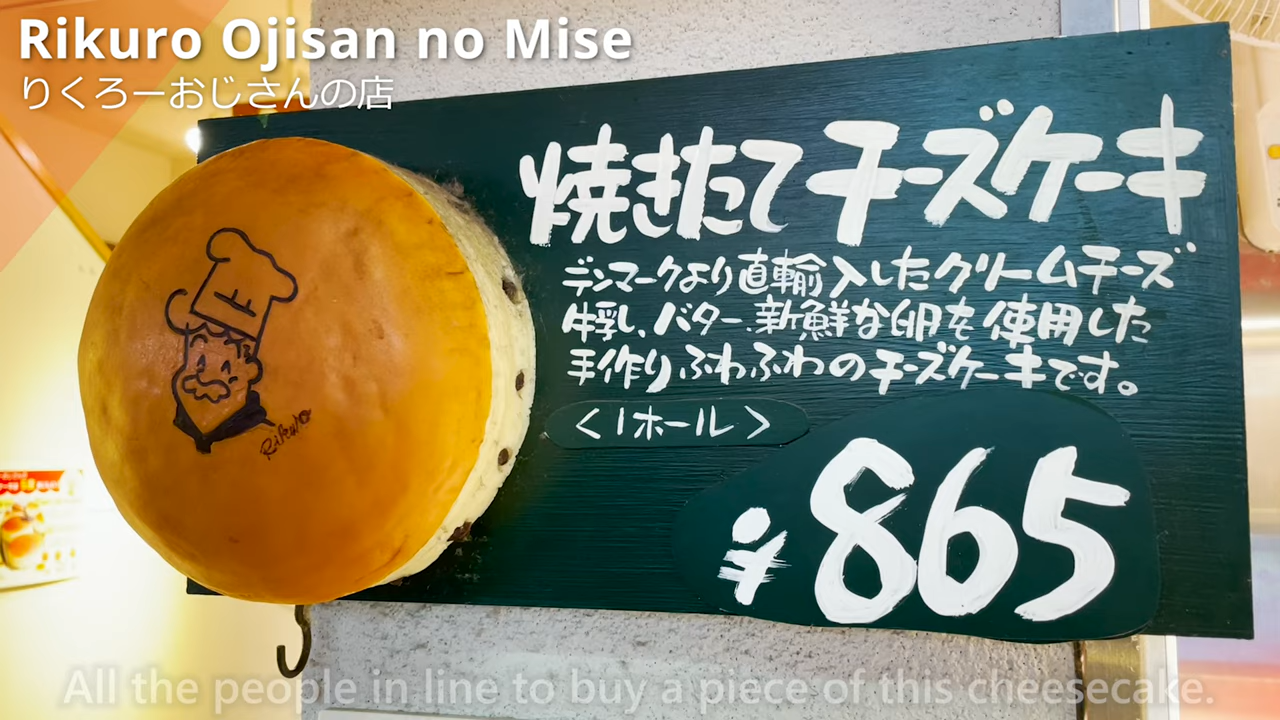 Rikuro Ojisan no Mise
りくろーおじさんの店
焼きたてチーズケーキ
デンマークより直輸入したクリームチーズ
牛乳、バター、新鮮な卵を使用した
手作りふわふわのチーズケーキです。
<1ホール>
¥865
Rikuro
All the people in line to buy a piece of this cheesecake.